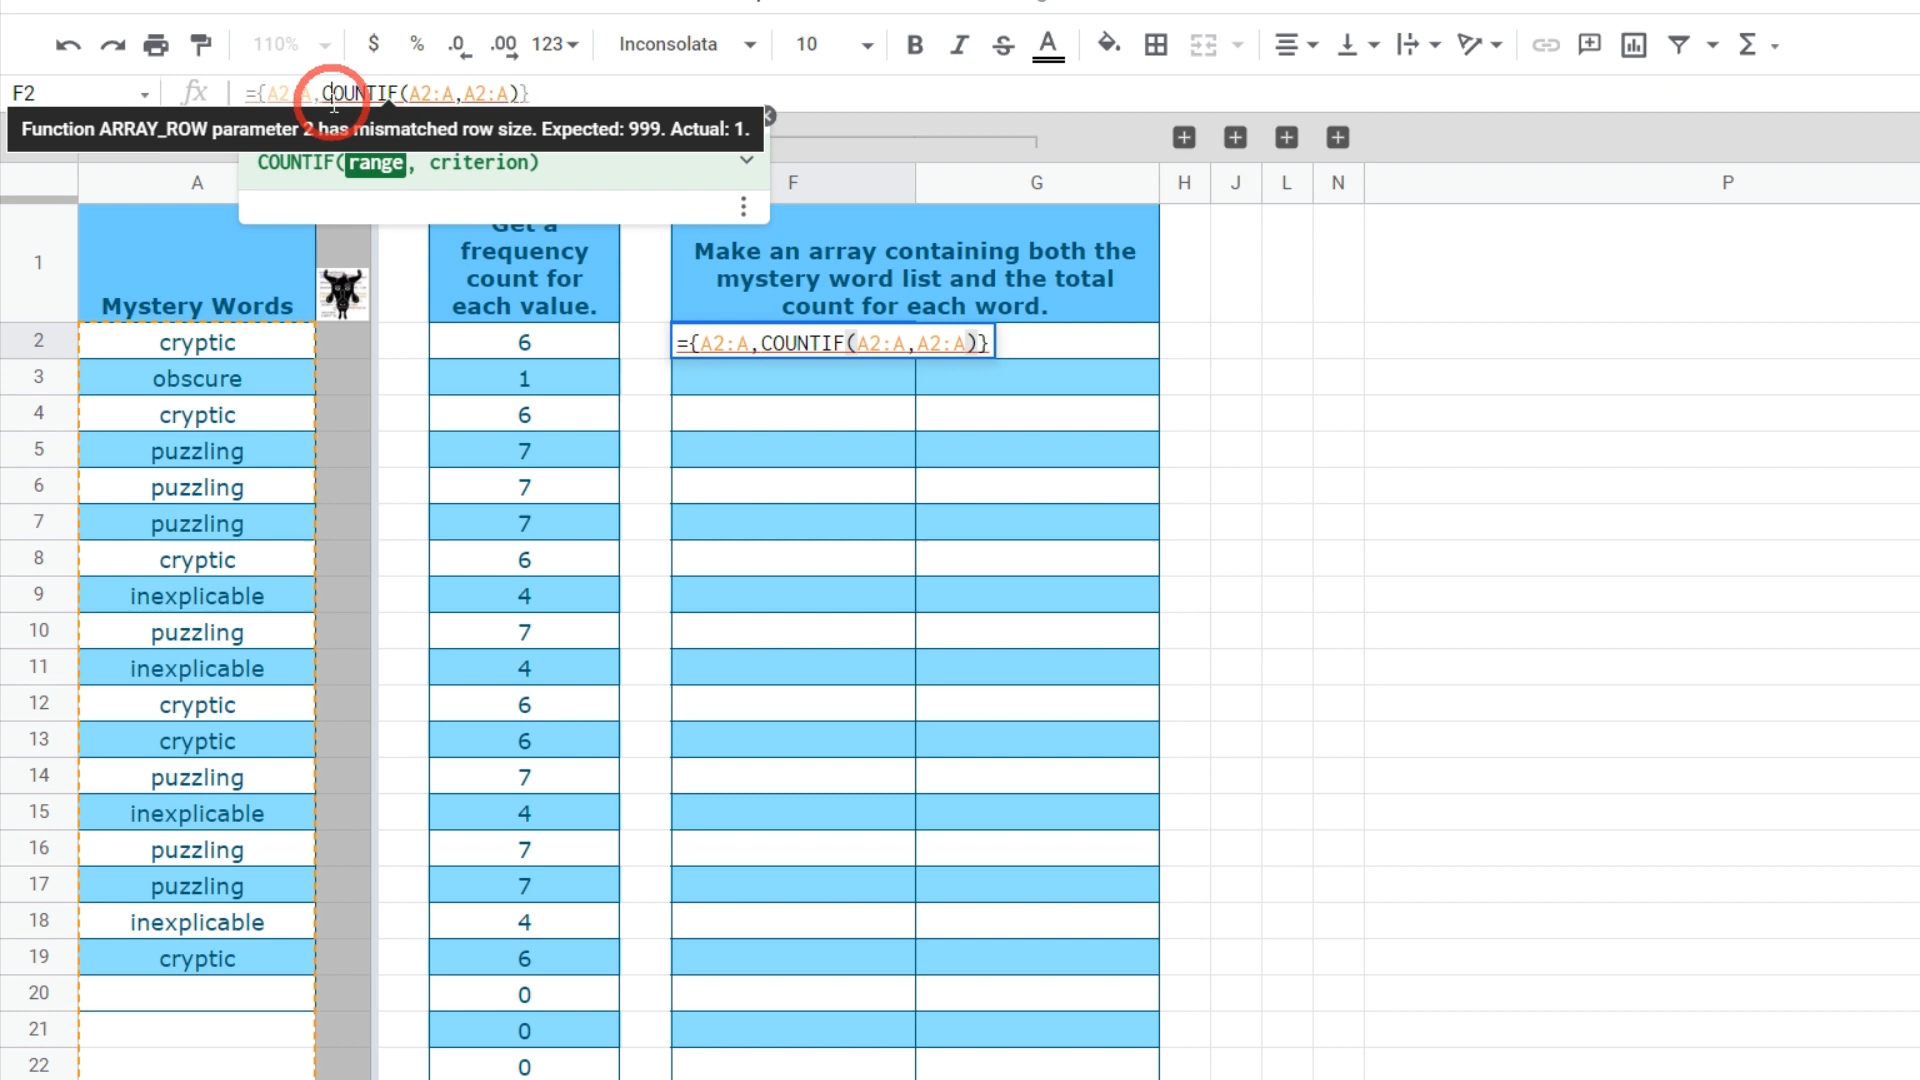 110%
$
%
.0
.00
123
Inconsolata
10
B
I
S
A
Σ
F2
fx
={A2:A,COUNTIF(A2:A,A2:A)}
Function ARRAY_ROW parameter 2 has mismatched row size. Expected: 999. Actual: 1.
COUNTIF(range, criterion)
A
F
G
H
J
L
N
P
1
Mystery Words
Get a
frequency
count for
each value.
Make an array containing both the
mystery word list and the total
count for each word.
2
cryptic
6
={A2:A,COUNTIF(A2:A,A2:A)}
3
obscure
1
4
cryptic
6
5
puzzling
7
6
puzzling
7
7
puzzling
7
8
cryptic
6
9
inexplicable
4
10
puzzling
7
11
inexplicable
4
12
cryptic
6
13
cryptic
6
14
puzzling
7
15
inexplicable
4
16
puzzling
7
17
puzzling
7
18
inexplicable
4
19
cryptic
6
20
0
21
0
22
0